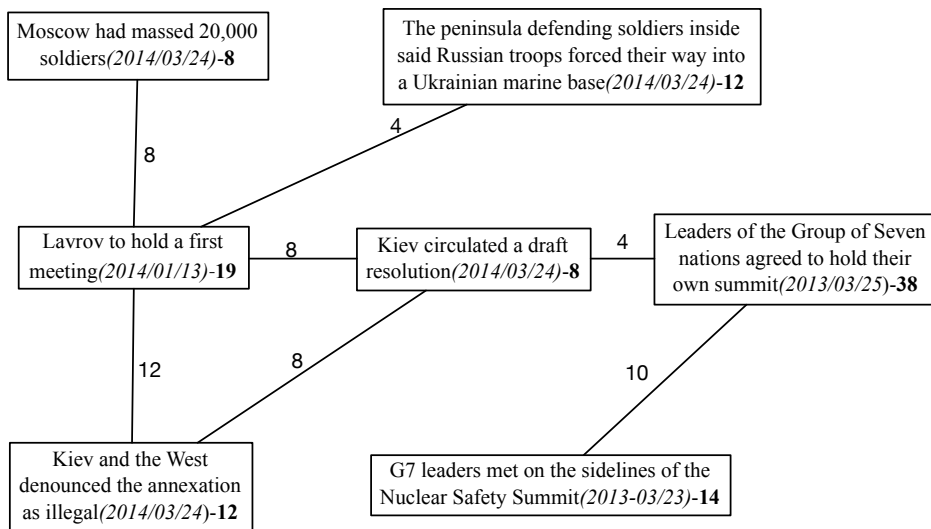 Moscow had massed 20,000
soldiers(2014/03/24)-8
The peninsula defending soldiers inside
said Russian troops forced their way into
a Ukrainian marine base(2014/03/24)-12
4
8
Lavrov to hold a first
meeting(2014/01/13)-19
8
Kiev circulated a draft
resolution(2014/03/24)-8
4
Leaders of the Group of Seven
nations agreed to hold their
own summit(2013/03/25)-38
12
8
10
Kiev and the West
denounced the annexation
as illegal(2014/03/24)-12
G7 leaders met on the sidelines of the
Nuclear Safety Summit(2013-03/23)-14